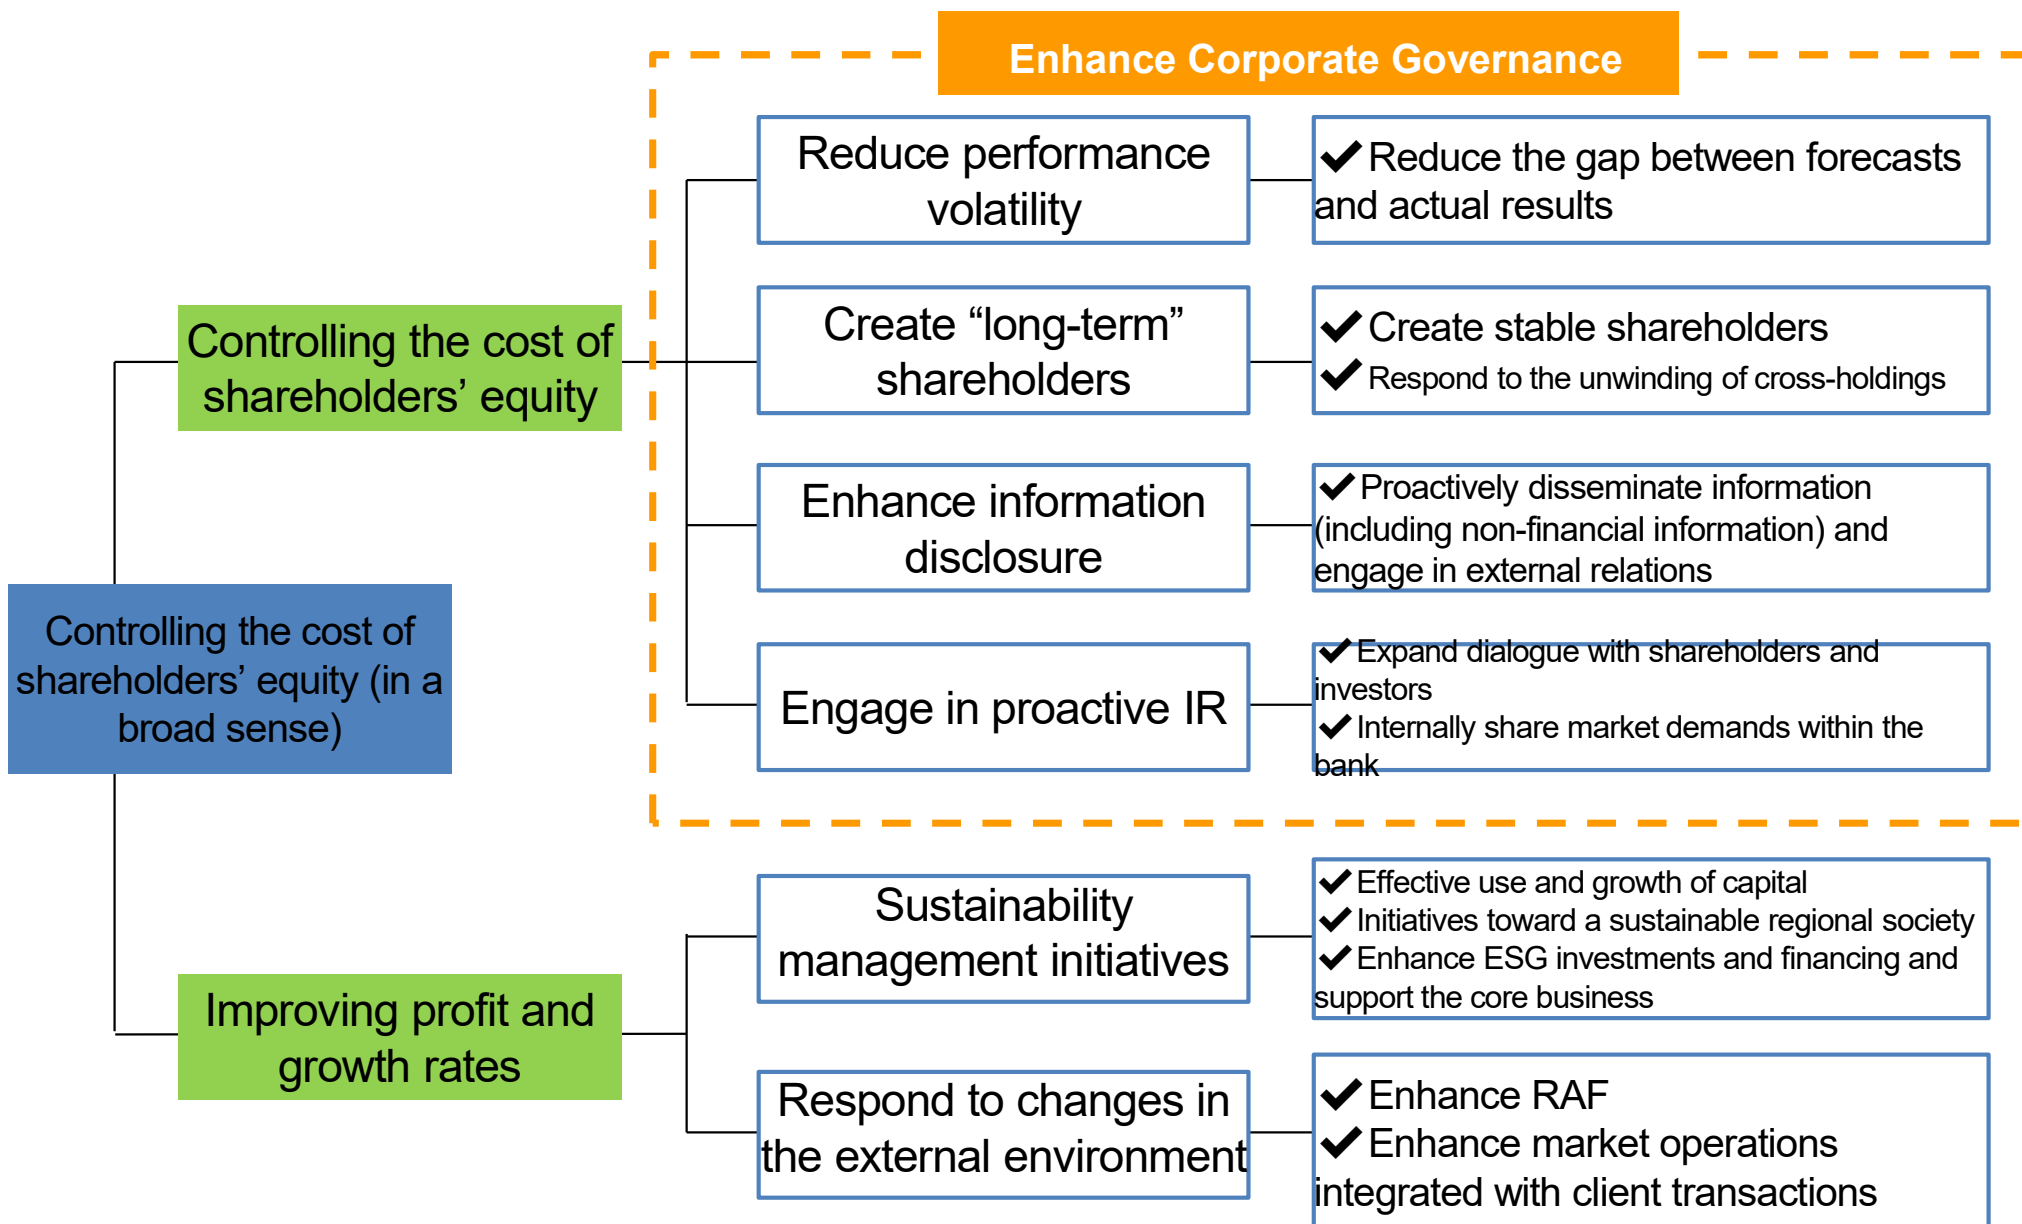 Enhance Corporate Governance
Reduce performance
volatility
✔Reduce the gap between forecasts
and actual results
Controlling the cost of
shareholders’ equity
Create “long-term”
shareholders
✔Create stable shareholders
✔Respond to the unwinding of cross-holdings
Enhance information
disclosure
✔Proactively disseminate information
(including non-financial information) and
engage in external relations
Controlling the cost of
shareholders’ equity (in a
broad sense)
Engage in proactive IR
✔Expand dialogue with shareholders and
investors
✔Internally share market demands within the
bank
Sustainability
management initiatives
✔Effective use and growth of capital
✔Initiatives toward a sustainable regional society
✔Enhance ESG investments and financing and
support the core business
Improving profit and
growth rates
Respond to changes in
the external environment
✔Enhance RAF
✔Enhance market operations
integrated with client transactions